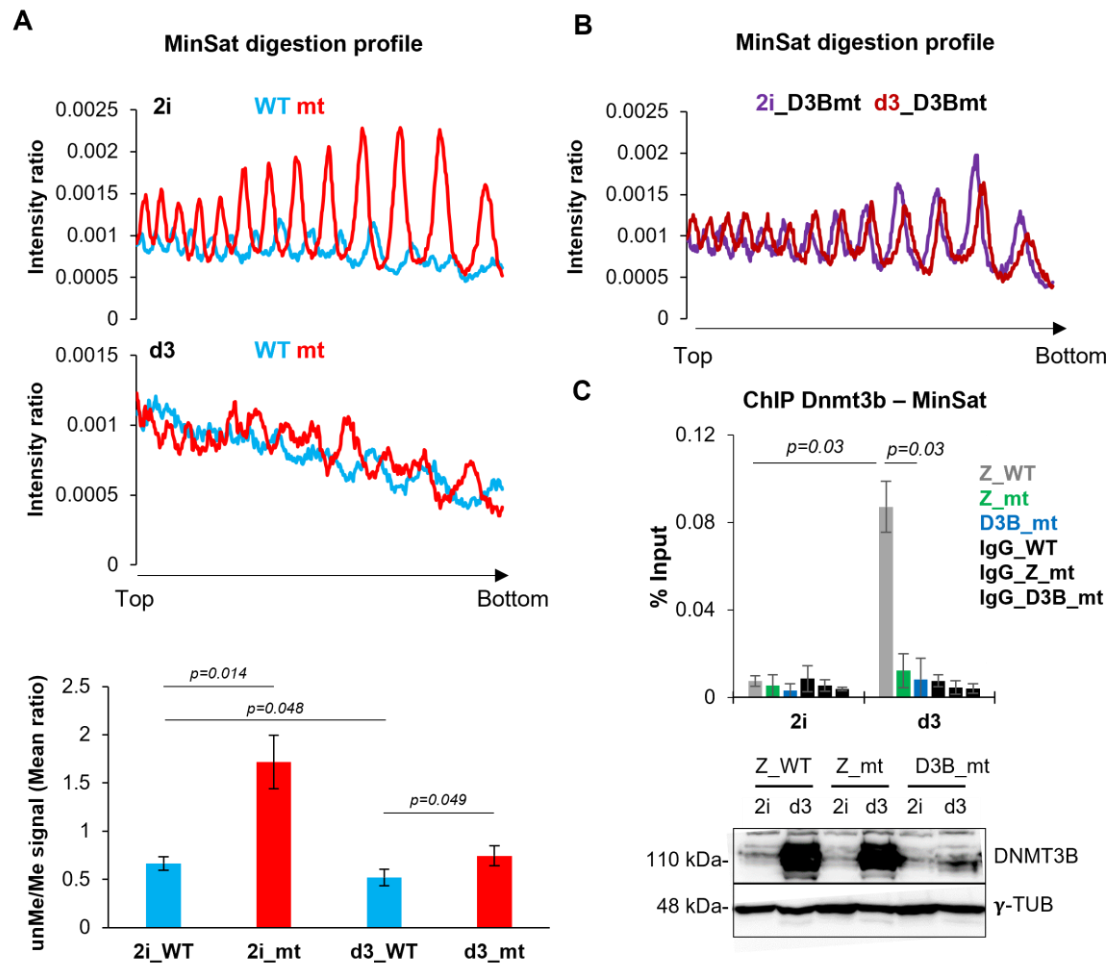 A
MinSat digestion profile
2i
WT mt
Intensity ratio
0.0025
0.002
0.0015
0.001
0.0005
0
d3
WT mt
Intensity ratio
0.0015
0.001
0.0005
0
Top
Bottom
unMe/Me signal (Mean ratio)
2.5
2
1.5
1
0.5
0
p=0.014
p=0.048
p=0.049
2i_WT
2i_mt
d3_WT
d3_mt
B
MinSat digestion profile
2i_D3Bmt d3_D3Bmt
Intensity ratio
0.0025
0.002
0.0015
0.001
0.0005
0
Top
Bottom
C
ChIP Dnmt3b – MinSat
% Input
0.12
0.08
0.04
0
p=0.03
p=0.03
Z_WT
Z_mt
D3B_mt
IgG_WT
IgG_Z_mt
IgG_D3B_mt
2i
d3
Z_WT Z_mt D3B_mt
2i d3 2i d3 2i d3
110 kDa-
DNMT3B
48 kDa-
γ-TUB